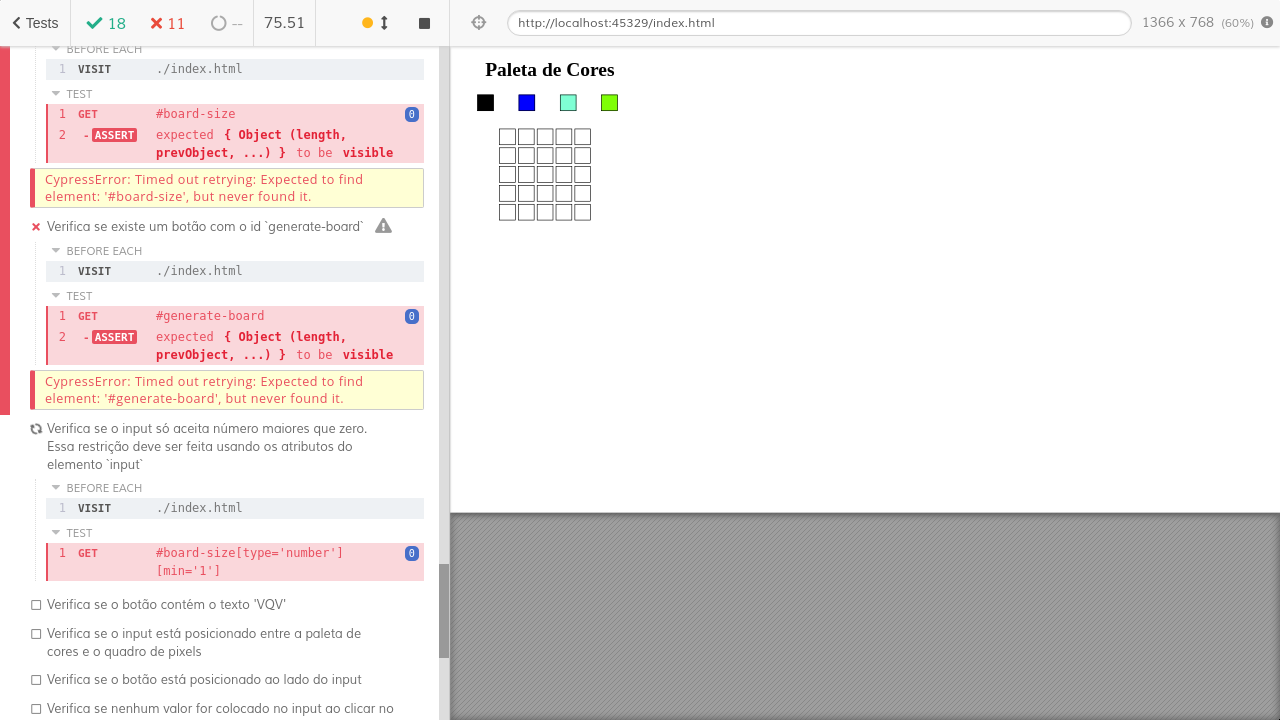 Tests 18 11 -- 75.51
http://localhost:45329/index.html 1366 x 768 (60%)
BEFORE EACH
1 VISIT ./index.html
TEST
1 GET #board-size 0
2 - ASSERT expected { Object (length,
prevObject, ...) } to be visible
CypressError: Timed out retrying: Expected to find
element: '#board-size', but never found it.
Verifica se existe um botão com o id `generate-board`
BEFORE EACH
1 VISIT ./index.html
TEST
1 GET #generate-board 0
2 - ASSERT expected { Object (length,
prevObject, ...) } to be visible
CypressError: Timed out retrying: Expected to find
element: '#generate-board', but never found it.
Verifica se o input só aceita número maiores que zero.
Essa restrição deve ser feita usando os atributos do
elemento `input`
BEFORE EACH
1 VISIT ./index.html
TEST
1 GET #board-size[type='number'] 0
[min='1']
Verifica se o botão contém o texto 'VQV'
Verifica se o input está posicionado entre a paleta de
cores e o quadro de pixels
Verifica se o botão está posicionado ao lado do input
Verifica se nenhum valor for colocado no input ao clicar no
Paleta de Cores